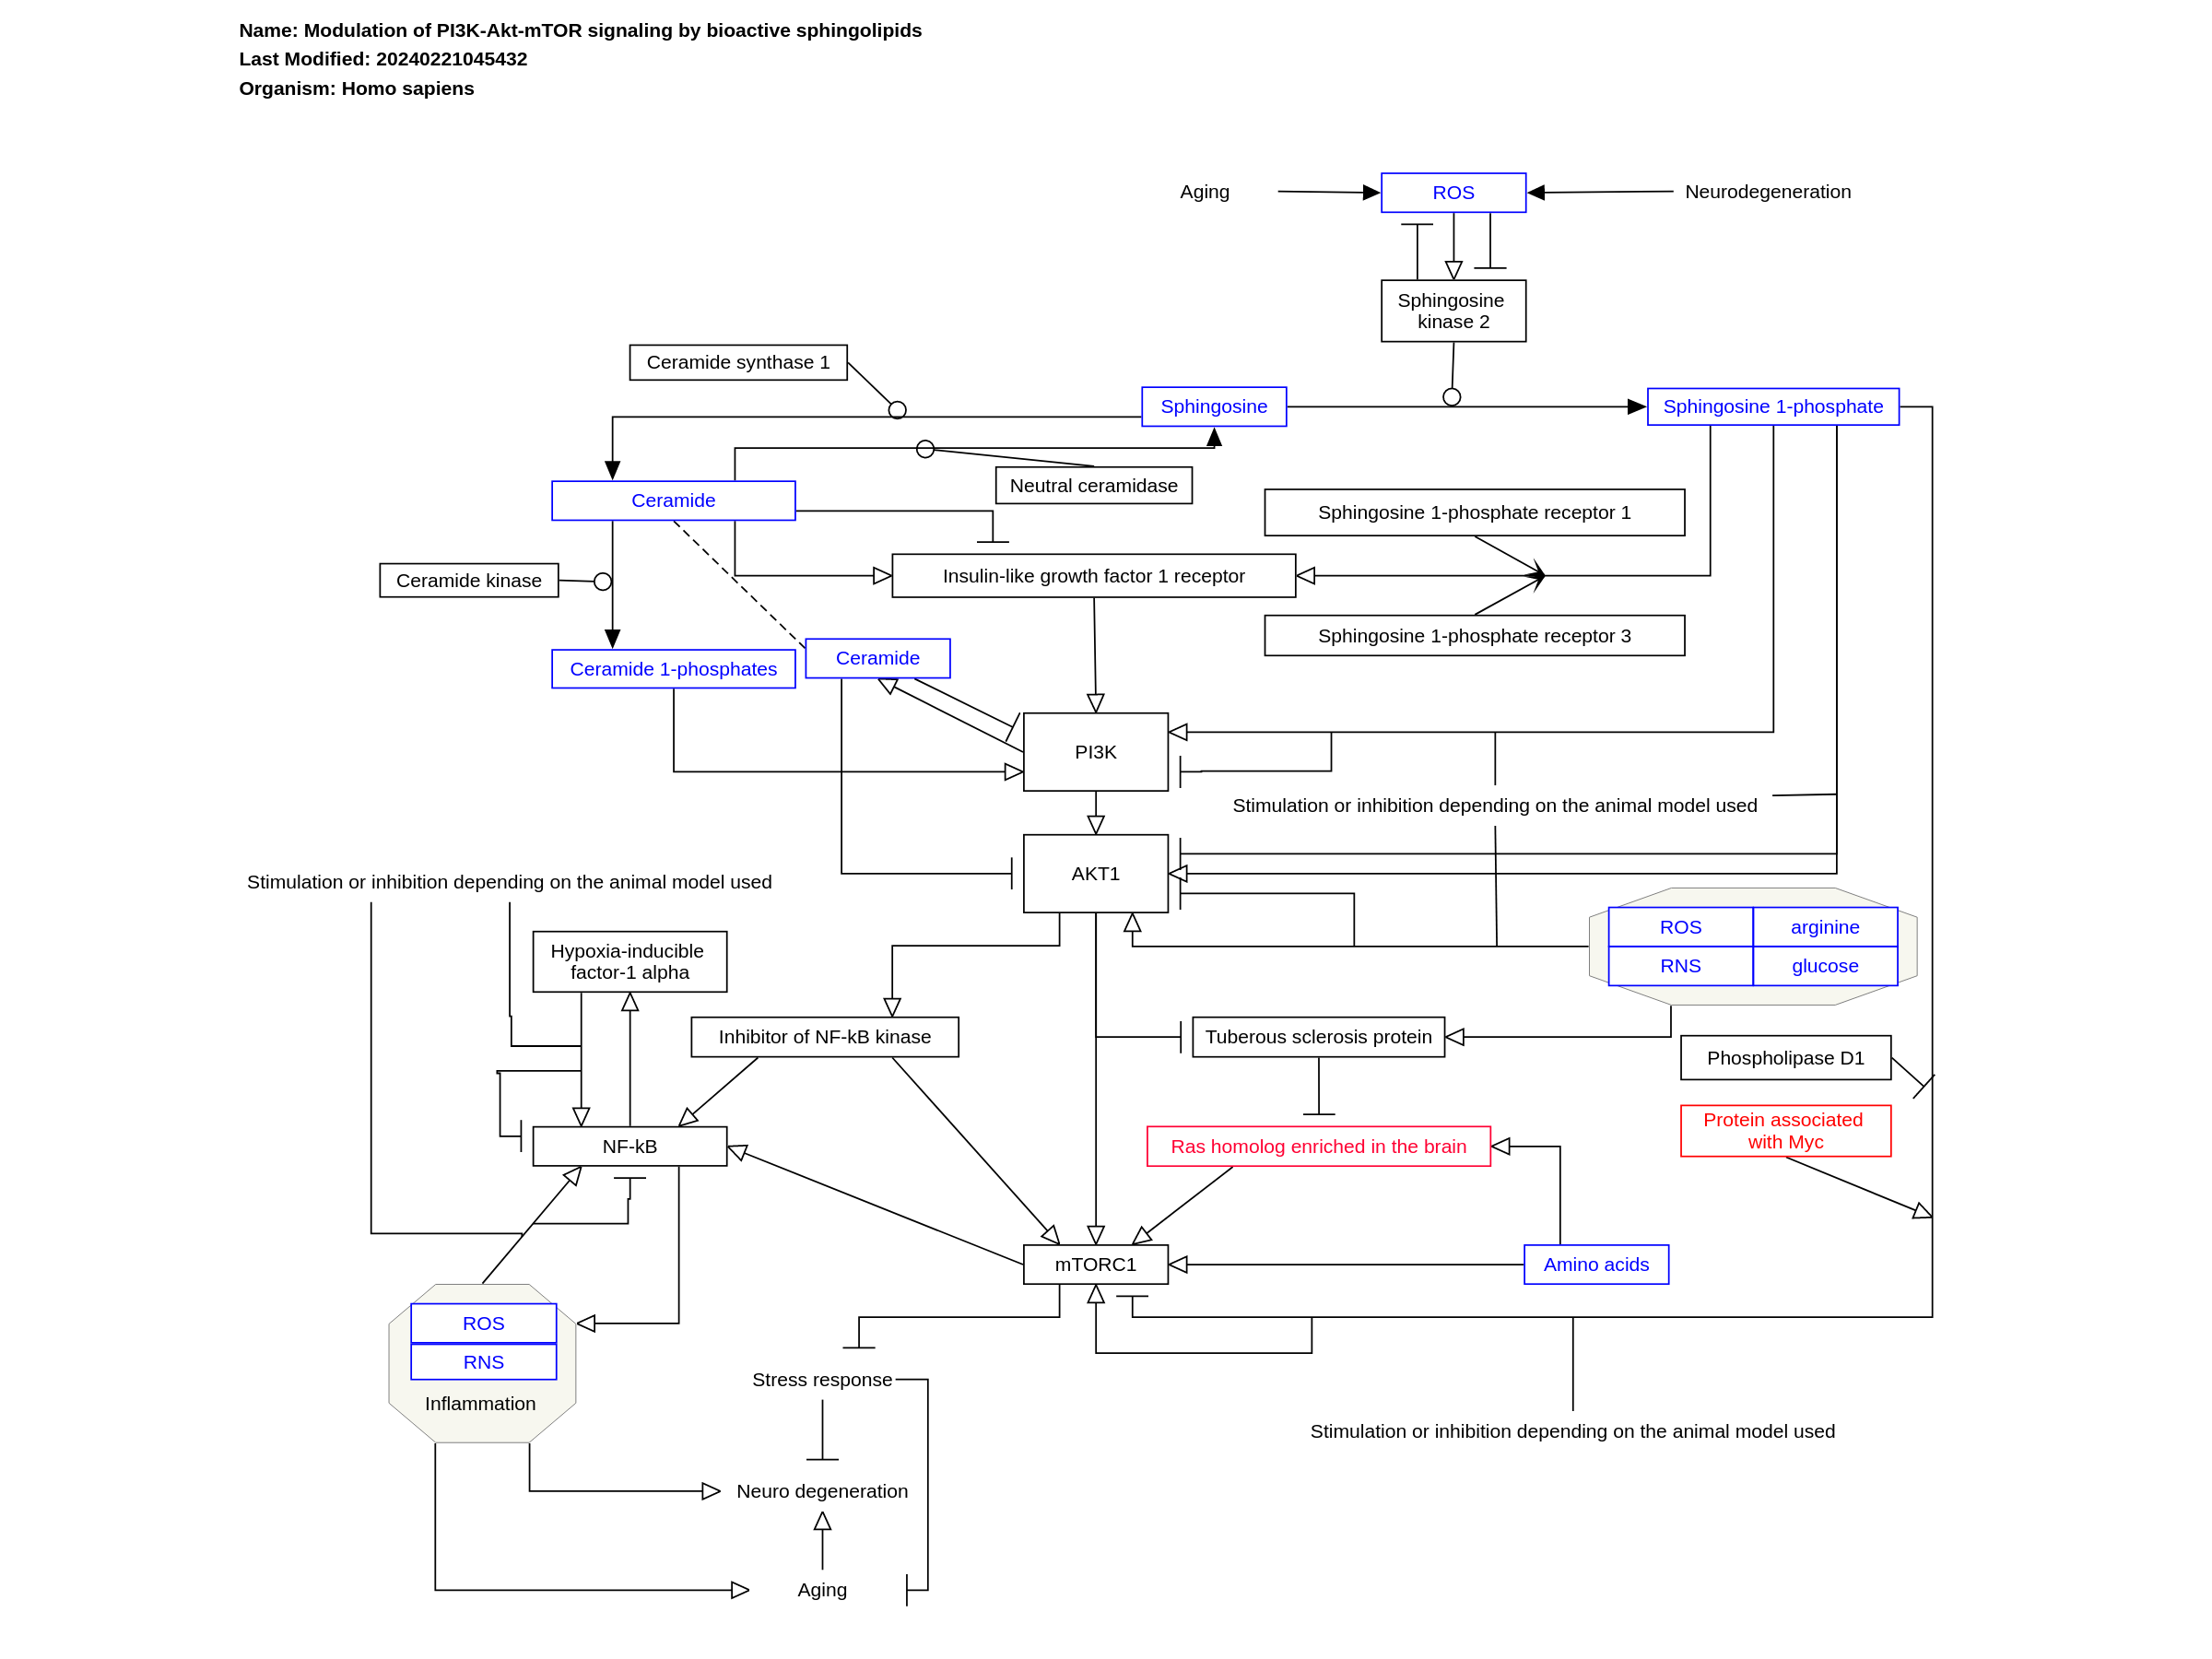 Name: Modulation of PI3K-Akt-mTOR signaling by bioactive sphingolipids
Last Modified: 20240221045432
Organism: Homo sapiens
Aging
ROS
Neurodegeneration
Sphingosine
kinase 2
Ceramide synthase 1
Sphingosine
Sphingosine 1-phosphate
Neutral ceramidase
Ceramide
Sphingosine 1-phosphate receptor 1
Ceramide kinase
Insulin-like growth factor 1 receptor
Sphingosine 1-phosphate receptor 3
Ceramide 1-phosphates
Ceramide
PI3K
Stimulation or inhibition depending on the animal model used
AKT1
Stimulation or inhibition depending on the animal model used
ROS
arginine
RNS
glucose
Hypoxia-inducible
factor-1 alpha
Inhibitor of NF-kB kinase
Tuberous sclerosis protein
Phospholipase D1
Protein associated
with Myc
NF-kB
Ras homolog enriched in the brain
mTORC1
Amino acids
ROS
RNS
Inflammation
Stress response
Stimulation or inhibition depending on the animal model used
Neuro degeneration
Aging